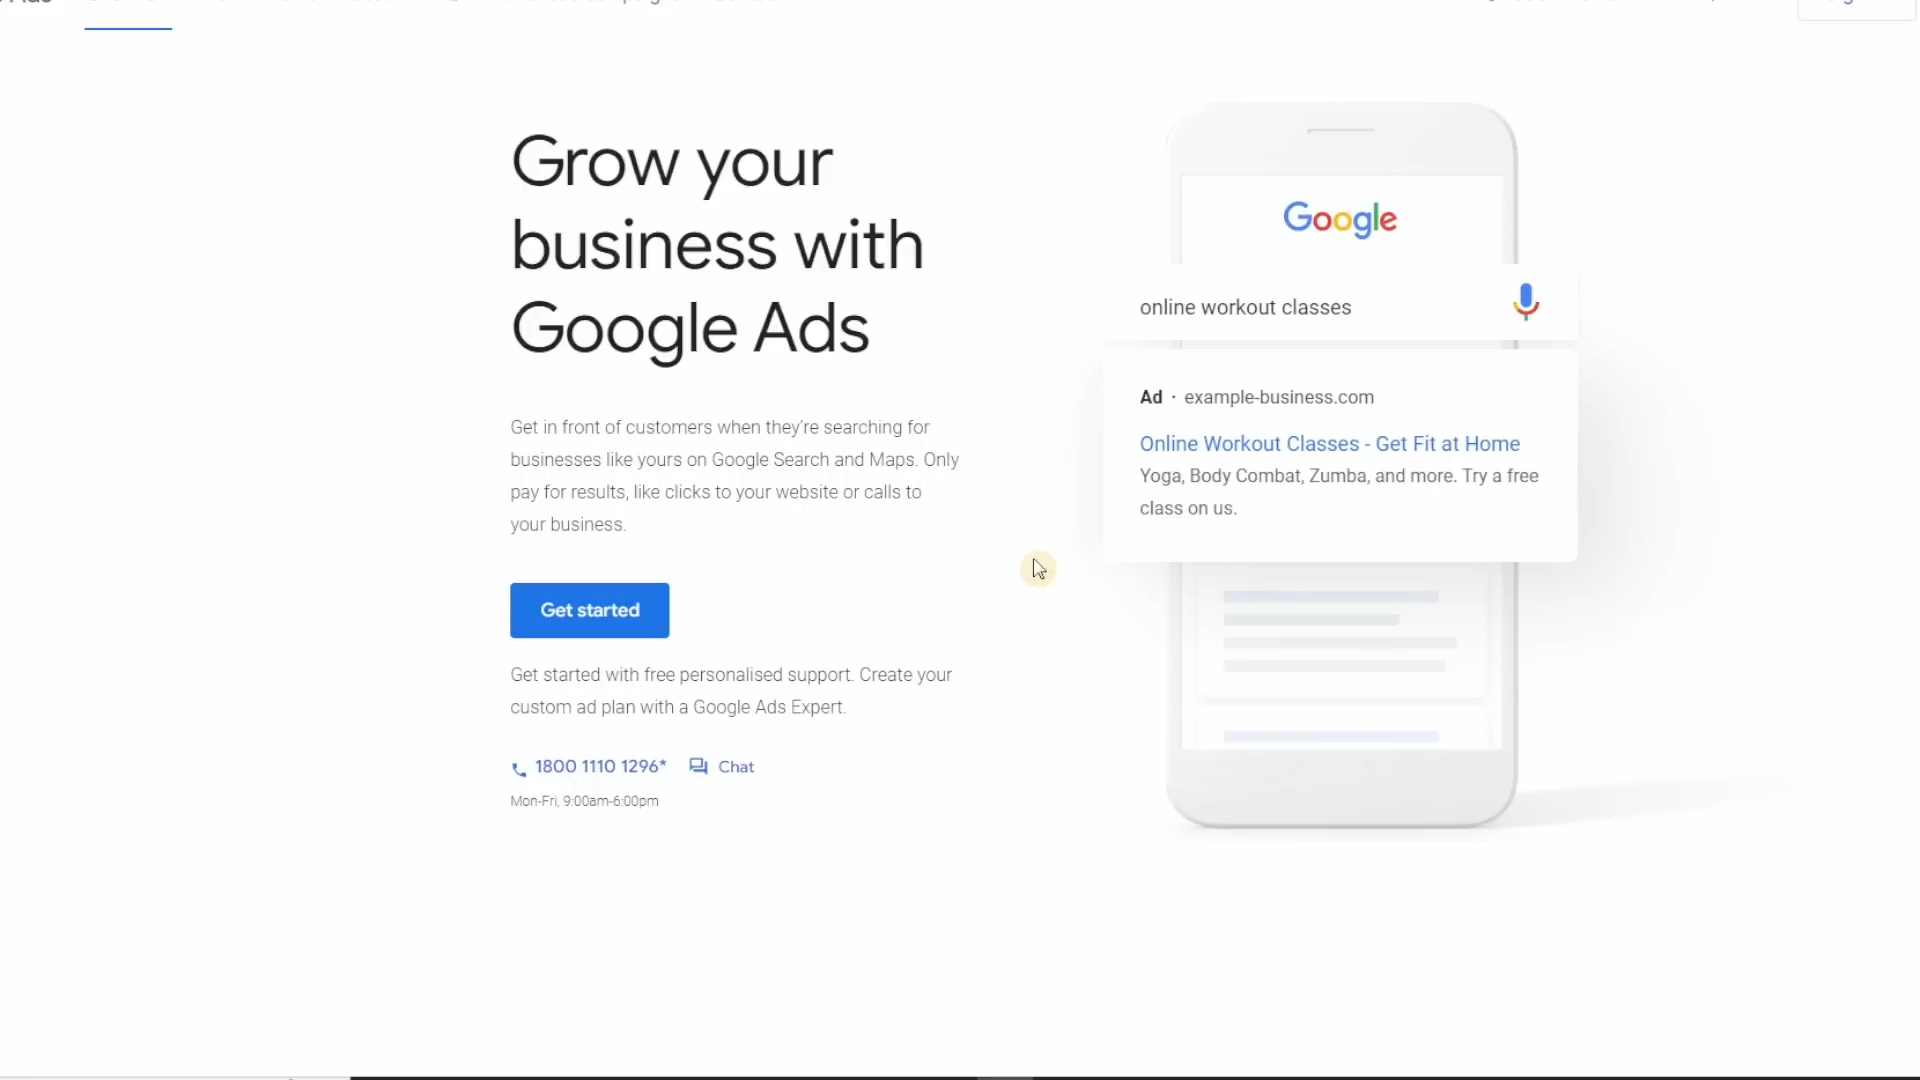 Grow your
business with
Google Ads
Get in front of customers when they're searching for
businesses like yours on Google Search and Maps. Only
pay for results, like clicks to your website or calls to
your business.
Get started
Get started with free personalised support. Create your
custom ad plan with a Google Ads Expert.
1800 1110 1296* Chat
Mon-Fri, 9:00am-6:00pm
Google
online workout classes
Ad · example-business.com
Online Workout Classes - Get Fit at Home
Yoga, Body Combat, Zumba, and more. Try a free
class on us.